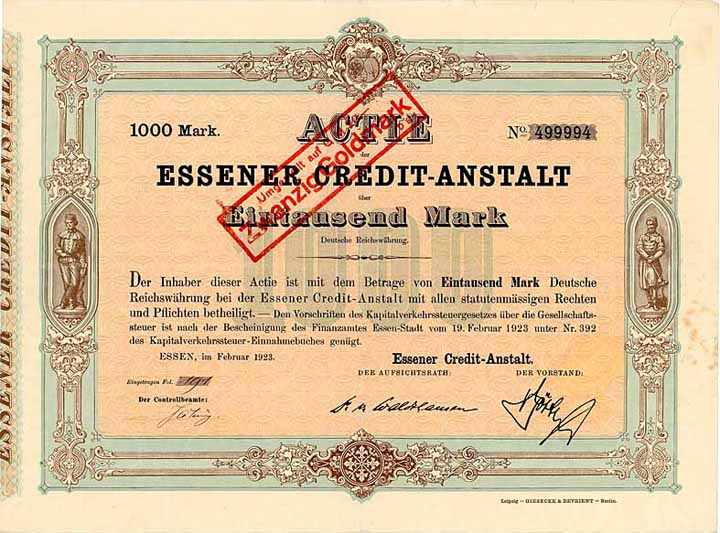 ESSENER CREDIT-ANSTALT
1000 Mark.
ACTIE
No. 499994
der
ESSENER CREDIT-ANSTALT
über
Eintausend Mark
Deutsche Reichswährung.
Umgestellt auf
Zwanzig Goldmark
Der Inhaber dieser Actie ist mit dem Betrage von Eintausend Mark Deutsche
Reichswährung bei der Essener Credit-Anstalt mit allen statutenmässigen Rechten
und Pflichten betheiligt. — Den Vorschriften des Kapitalverkehrssteuergesetzes über die Gesellschafts-
steuer ist nach der Bescheinigung des Finanzamtes Essen-Stadt vom 19. Februar 1923 unter Nr. 392
des Kapitalverkehrssteuer-Einnahmebuches genügt.
ESSEN, im Februar 1923.
Essener Credit-Anstalt.
DER AUFSICHTSRATH:
DER VORSTAND:
Eingetragen Fol.
Der Controllbeamte:
Leipzig – GIESECKE & DEVRIENT – Berlin.